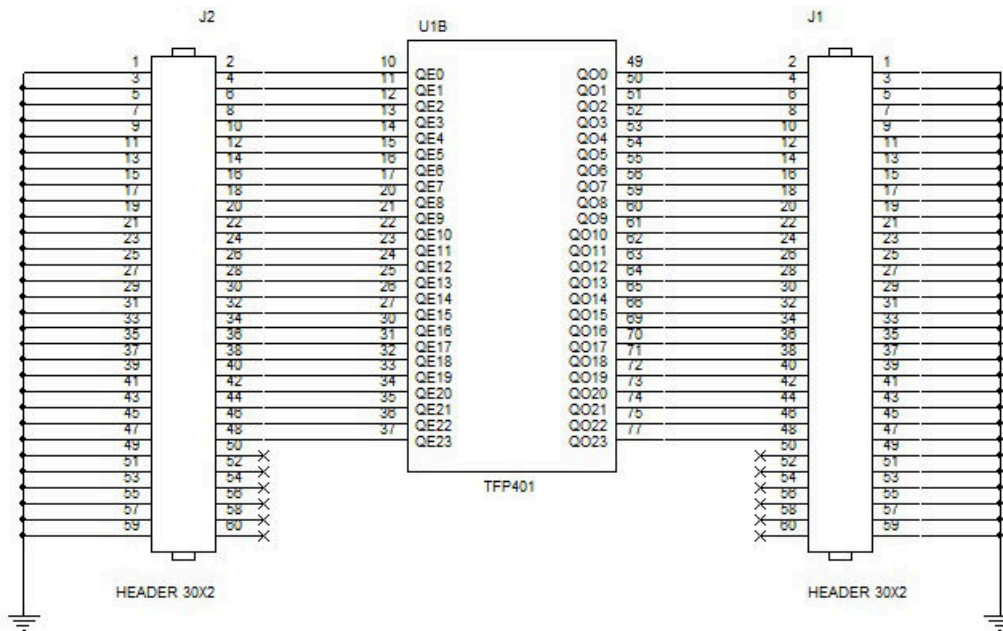 J2 U1B J1
1 2 10 QE0 QO0 49 2 1
3 4 11 QE1 QO1 50 4 3
5 6 12 QE2 QO2 51 6 5
7 8 13 QE3 QO3 52 8 7
9 10 14 QE4 QO4 53 10 9
11 12 15 QE5 QO5 54 12 11
13 14 16 QE6 QO6 55 14 13
15 16 17 QE7 QO7 56 16 15
17 18 20 QE8 QO8 59 18 17
19 20 21 QE9 QO9 60 20 19
21 22 22 QE10 QO10 61 22 21
23 24 23 QE11 QO11 62 24 23
25 26 24 QE12 QO12 63 26 25
27 28 25 QE13 QO13 64 28 27
29 30 26 QE14 QO14 65 30 29
31 32 27 QE15 QO15 66 32 31
33 34 30 QE16 QO16 69 34 33
35 36 31 QE17 QO17 70 36 35
37 38 32 QE18 QO18 71 38 37
39 40 33 QE19 QO19 72 40 39
41 42 34 QE20 QO20 73 42 41
43 44 35 QE21 QO21 74 44 43
45 46 36 QE22 QO22 75 46 45
47 48 37 QE23 QO23 77 48 47
49 50 50 49
51 52 52 51
53 54 54 53
55 56 56 55
57 58 58 57
59 60 60 59
TFP401
HEADER 30X2 HEADER 30X2